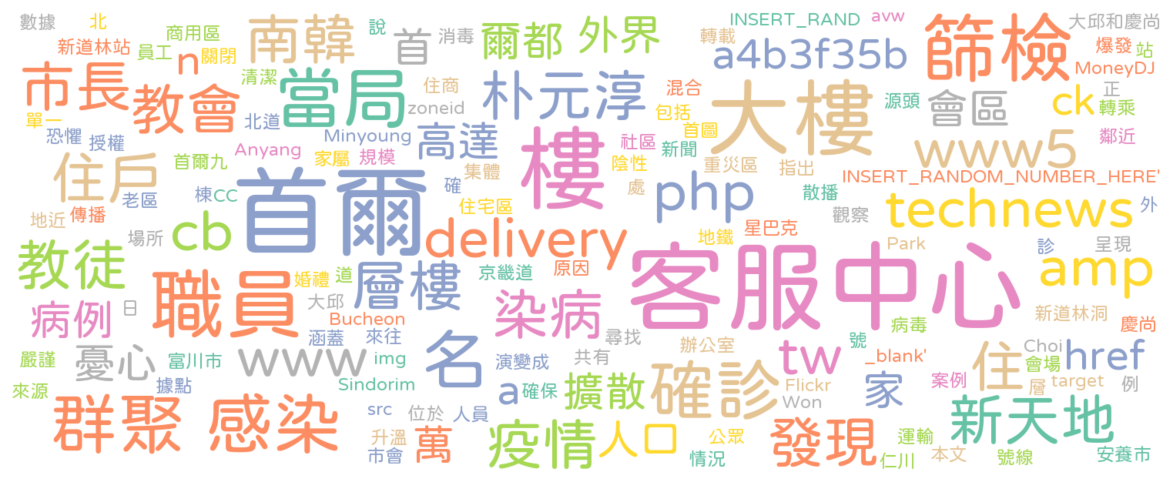 數據 北 商用區 南韓 說 首 消毒 爾都 外界 INSERT_RAND avw 篩檢 大邱和慶尚
新道林站 員工 關閉 n 轉載 a4b3f35b 爆發 站
市長 教會 清潔 當局 住商 朴元淳 混合 大樓 源頭 會區 MoneyDJ 正
單一 zoneid 包括 ck 轉乘
恐懼 授權 北道 Minyoung 高達 樓 社區 首圖 新聞 www5 鄰近
住戶 首爾九 Anyang 家屬 規模 集體 陰性 重災區 指出 INSERT_RANDOM_NUMBER_HERE'
老區 棟 CC 首爾 確 處 php 散播 technews 外
地近 傳播 住宅區 觀察
場所 cb delivery 地鐵 星巴克 Park 診 呈現
教徒 職員 婚禮 道 層樓 京畿道 原因 客服中心 amp
病例 日 大邱 Bucheon 染病 新道林洞 慶尚
憂心 富川市 www 涵蓋 來往 名 尋找 病毒
嚴謹 img 演變成 共有 辦公室 tw 號 _blank' Choi 會場 href
來源 據點 Sindorim a 確保 擴散 確診 Flickr 家 案例 住 層 target 例
群聚 感染 src 位於 人員 Won 新天地
升溫 萬 疫情 人口 公眾 發現 運輸 本文 號線 安養市
市會 情況 仁川